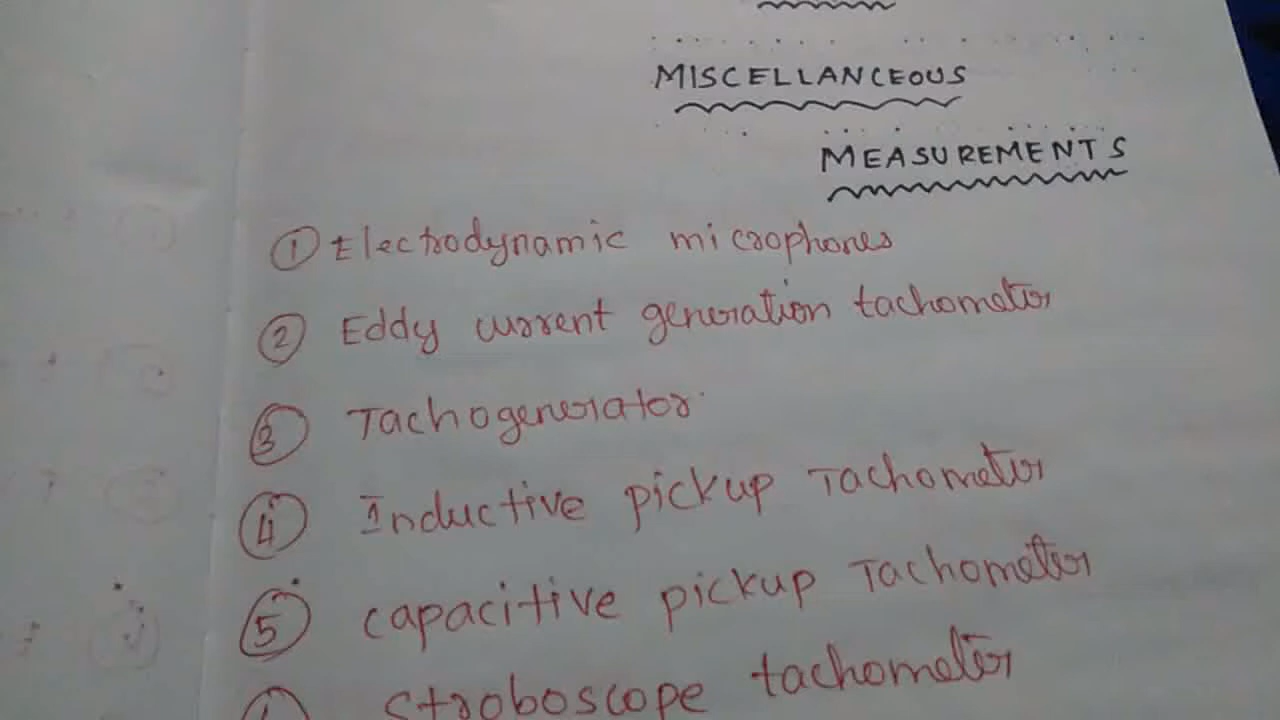 MISCELLANCEOUS
MEASUREMENTS
① Electrodynamic microphones
② Eddy current generation tachometer
③ Tachogenerator
④ Inductive pickup Tachometer
⑤ Capacitive pickup Tachometer
Stroboscope tachometer